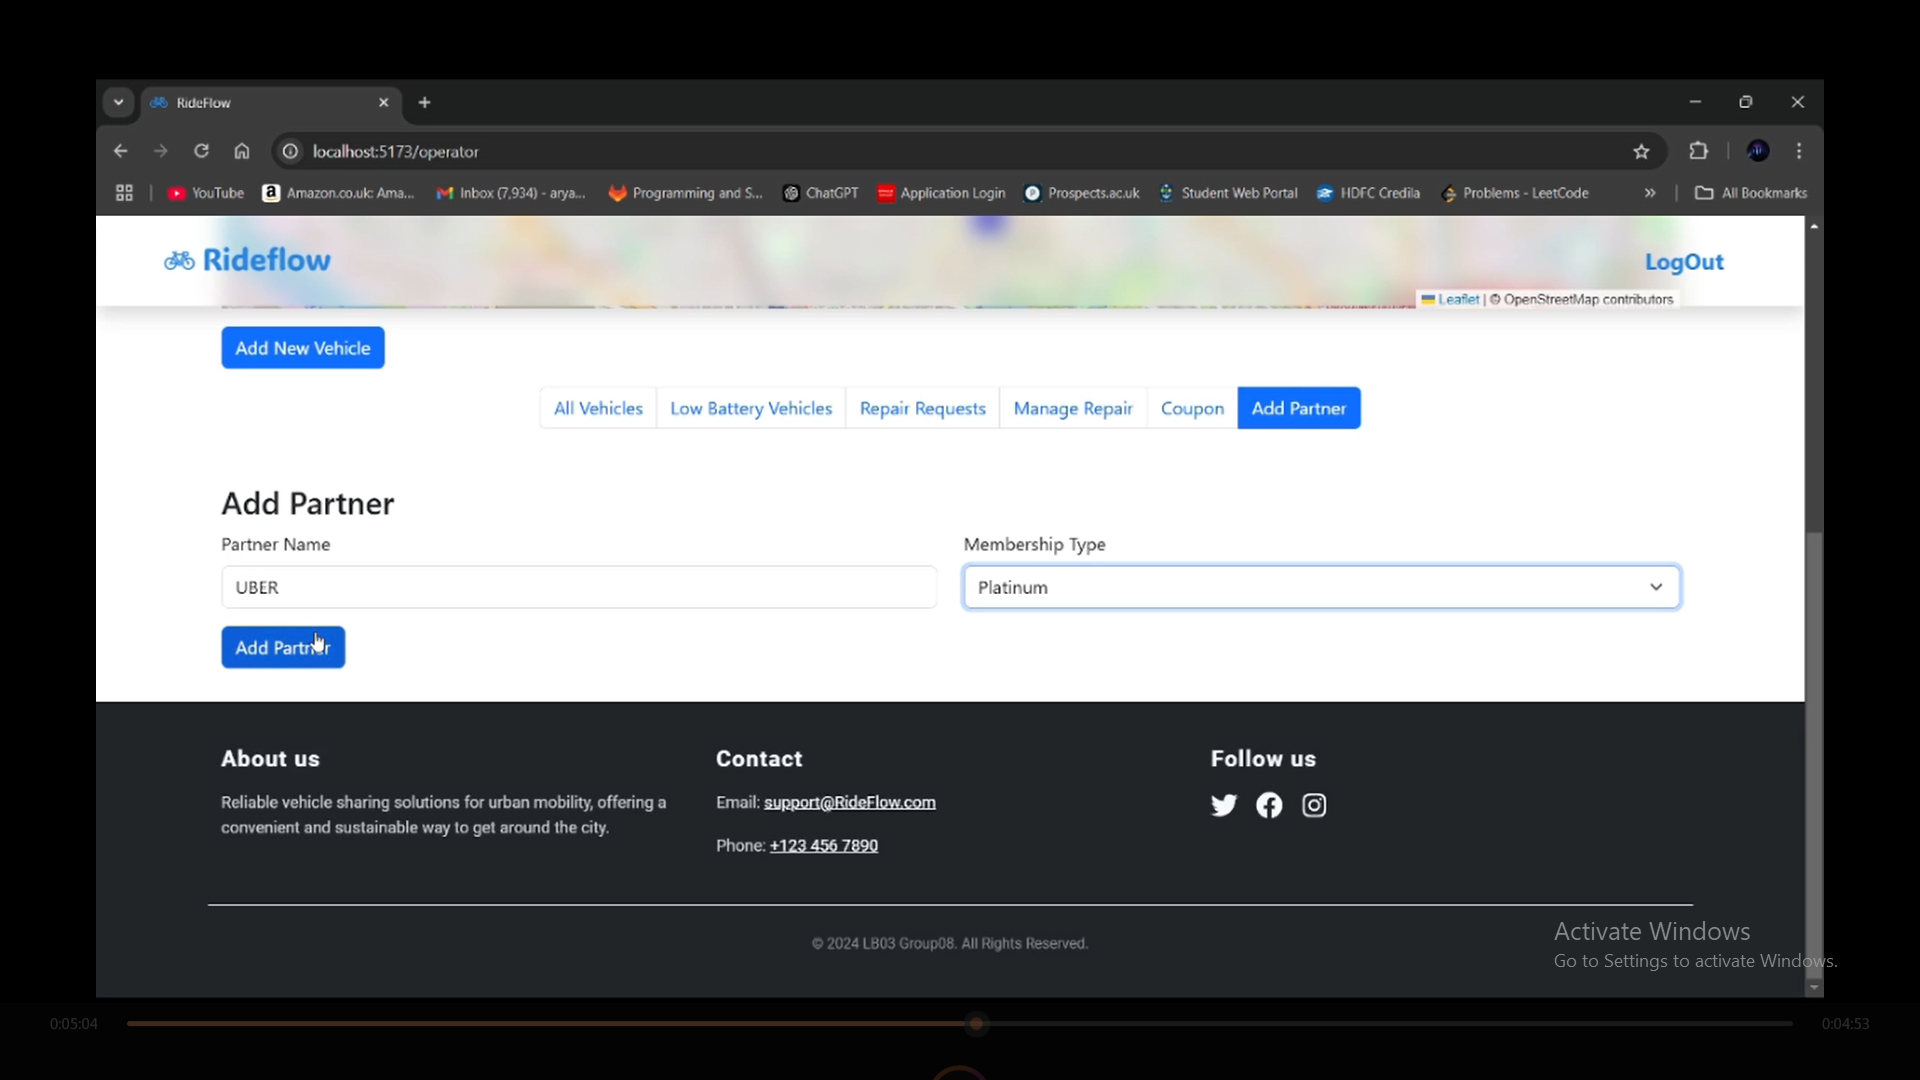 RideFlow
localhost:5173/operator
YouTube
Amazon.co.uk: Ama...
Inbox (7,934) - arya...
Programming and S...
ChatGPT
Application Login
Prospects.ac.uk
Student Web Portal
HDFC Credila
Problems - LeetCode
» All Bookmarks
Rideflow
LogOut
Leaflet | © OpenStreetMap contributors
Add New Vehicle
All Vehicles
Low Battery Vehicles
Repair Requests
Manage Repair
Coupon
Add Partner
Add Partner
Partner Name
Membership Type
UBER
Platinum
Add Partner
About us
Contact
Follow us
Reliable vehicle sharing solutions for urban mobility, offering a
convenient and sustainable way to get around the city.
Email: support@RideFlow.com
Phone: +123 456 7890
© 2024 LB03 Group08. All Rights Reserved.
Activate Windows
Go to Settings to activate Windows.
0:05:04
0:04:53